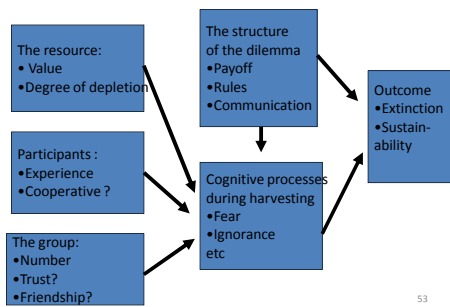 The resource:
• Value
• Degree of depletion
The structure
of the dilemma
•Payoff
•Rules
•Communication
Outcome
•Extinction
•Sustain-
ability
Participants :
•Experience
•Cooperative ?
Cognitive processes
during harvesting
•Fear
•Ignorance
etc
The group:
•Number
•Trust?
•Friendship?
53